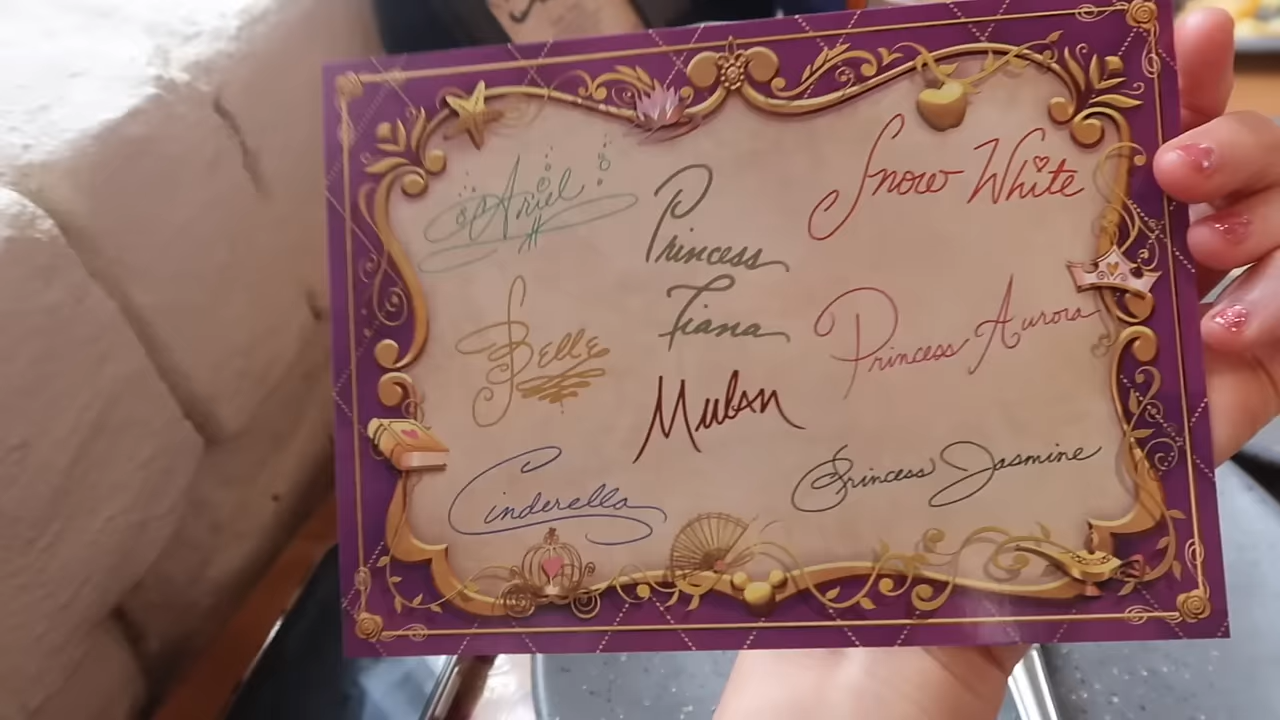 Ariel
Princess
Tiana
Snow White
Belle
Princess Aurora
Mulan
Cinderella
Princess Jasmine